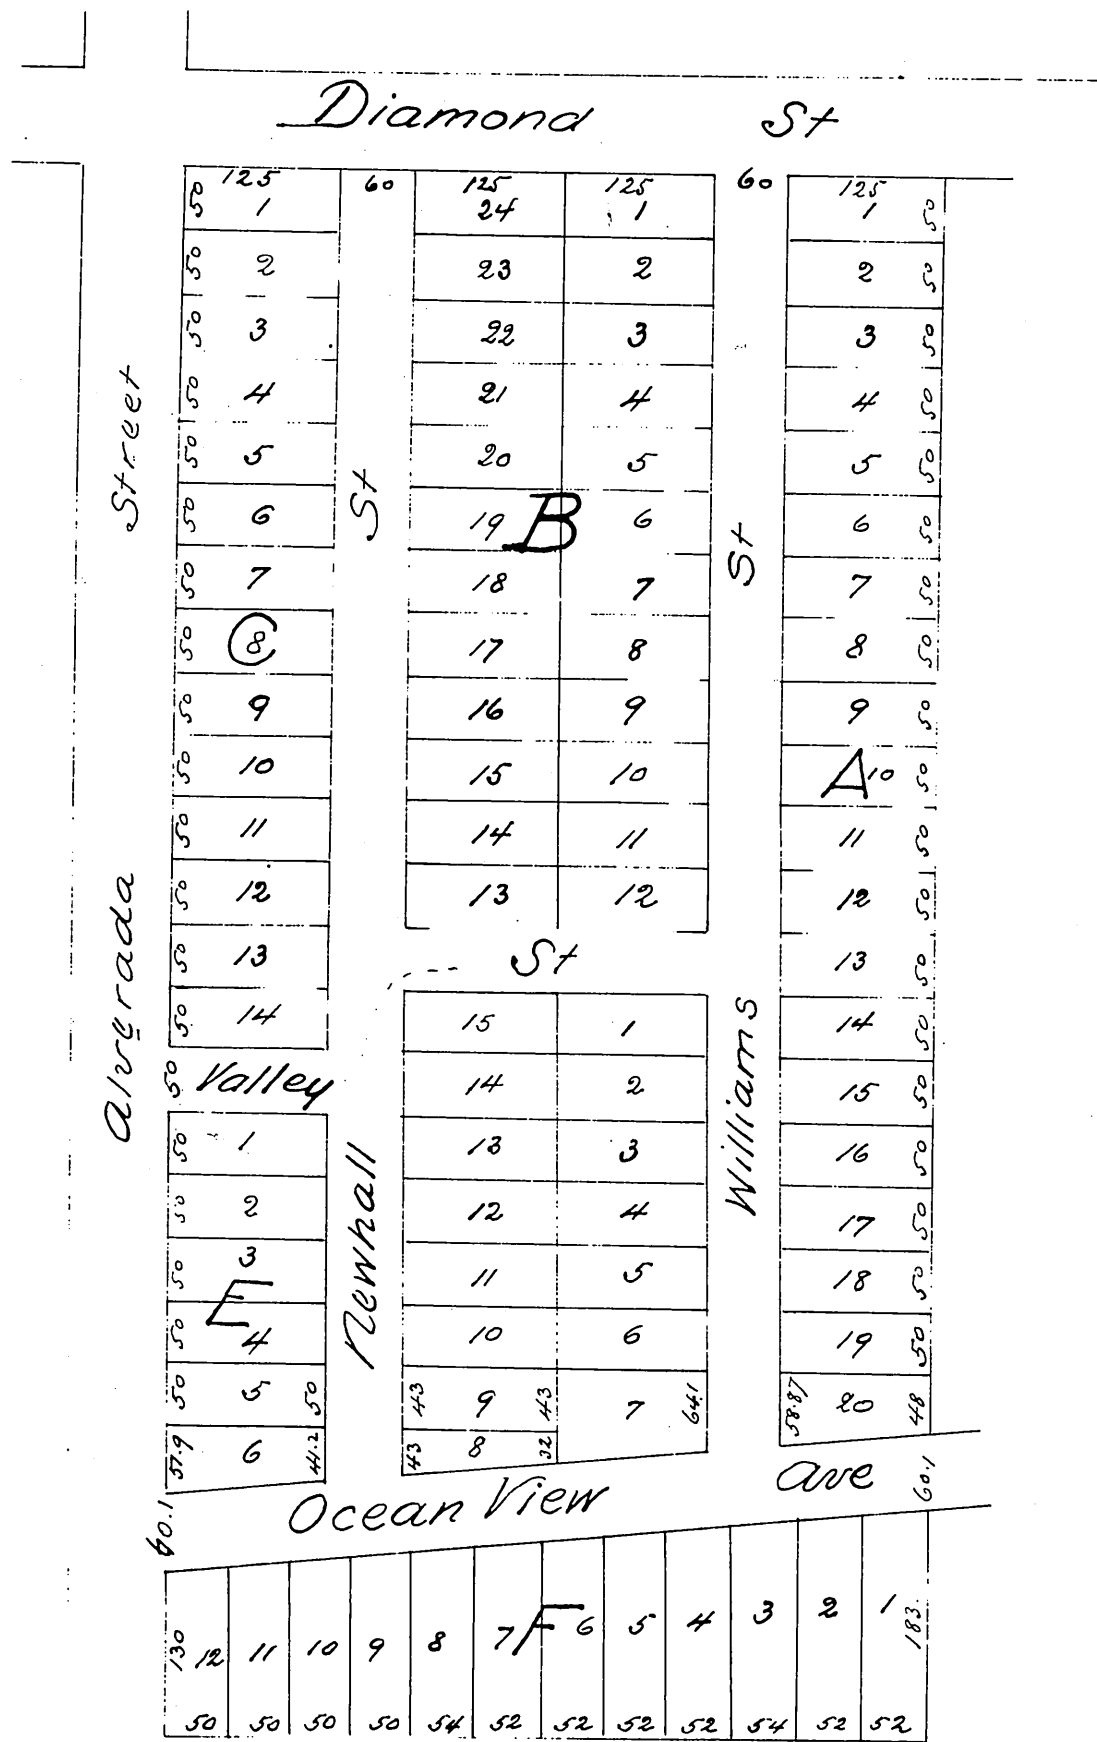 Diamond St
125 60 125 125 60 125
50 1 24 1 1 50
50 2 23 2 2 50
50 3 22 3 3 50
50 4 21 4 4 50
50 5 20 5 5 50
50 6 19 B 6 6 50
50 7 18 7 7 50
50 C 8 17 8 8 50
50 9 16 9 9 50
50 10 15 10 A 10 50
50 11 14 11 11 50
50 12 13 12 12 50
50 13 13 50
50 14 15 1 14 50
50 Valley St
14 2 15 50
50 1 13 3 16 50
50 2 12 4 17 50
50 3 11 5 18 50
E
50 4 10 6 19 50
50 5 50 43 9 43 7 64.1 58.87 20 48
57.9 6 44.2 43 8 32
Alverada Street
Newhall St
Williams St
60.1 Ocean View Ave 60.1
130 12 11 10 9 8 7 F 6 5 4 3 2 1 183.
50 50 50 50 54 52 52 52 52 54 52 52